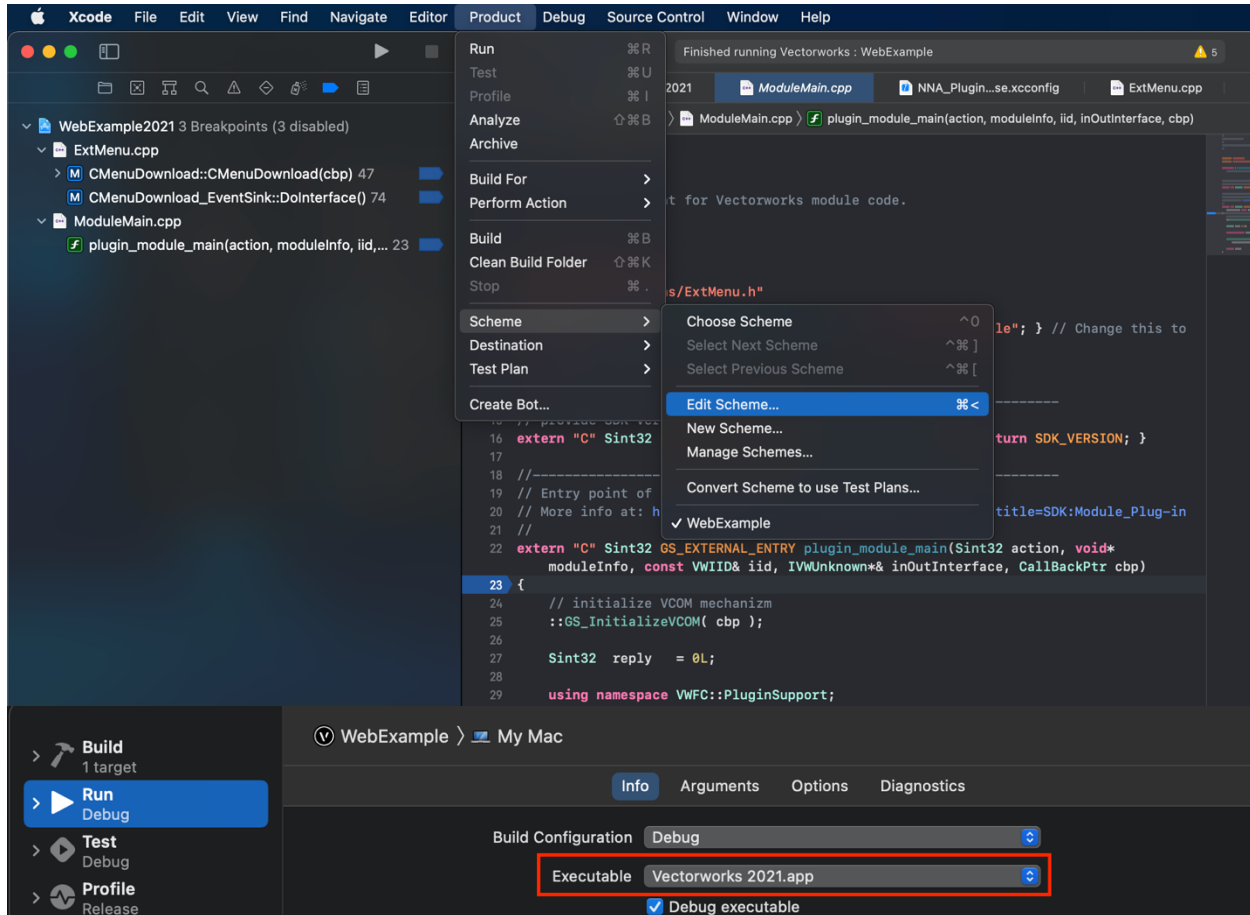 Xcode File Edit View Find Navigate Editor Product Debug Source Control Window Help
Finished running Vectorworks : WebExample 5
2021 ModuleMain.cpp NNA_Plugin...se.xcconfig ExtMenu.cpp
ModuleMain.cpp 〉 plugin_module_main(action, moduleInfo, iid, inOutInterface, cbp)
WebExample2021 3 Breakpoints (3 disabled)
ExtMenu.cpp
CMenuDownload::CMenuDownload(cbp) 47
CMenuDownload_EventSink::DoInterface() 74
ModuleMain.cpp
plugin_module_main(action, moduleInfo, iid,... 23
Run ⌘R
Test ⌘U
Profile ⌘I
Analyze ⇧⌘B
Archive
Build For
Perform Action
Build ⌘B
Clean Build Folder ⇧⌘K
Stop ⌘.
Scheme
Destination
Test Plan
Create Bot...
Choose Scheme ^0
Select Next Scheme ^⌘]
Select Previous Scheme ^⌘[
Edit Scheme... ⌘<
New Scheme...
Manage Schemes...
Convert Scheme to use Test Plans...
✓ WebExample
t for Vectorworks module code.
s/ExtMenu.h"
le"; } // Change this to
16 extern "C" Sint32 turn SDK_VERSION; }
17
18 //
19 // Entry point of
20 // More info at: h title=SDK:Module_Plug-in
21 //
22 extern "C" Sint32 GS_EXTERNAL_ENTRY plugin_module_main(Sint32 action, void*
moduleInfo, const VWIID& iid, IVWUnknown*& inOutInterface, CallBackPtr cbp)
23 {
24 // initialize VCOM mechanizm
25 ::GS_InitializeVCOM( cbp );
26
27 Sint32 reply = 0L;
28
29 using namespace VWFC::PluginSupport;
Build
1 target
Run
Debug
Test
Debug
Profile
Release
WebExample 〉 My Mac
Info Arguments Options Diagnostics
Build Configuration Debug
Executable Vectorworks 2021.app
Debug executable